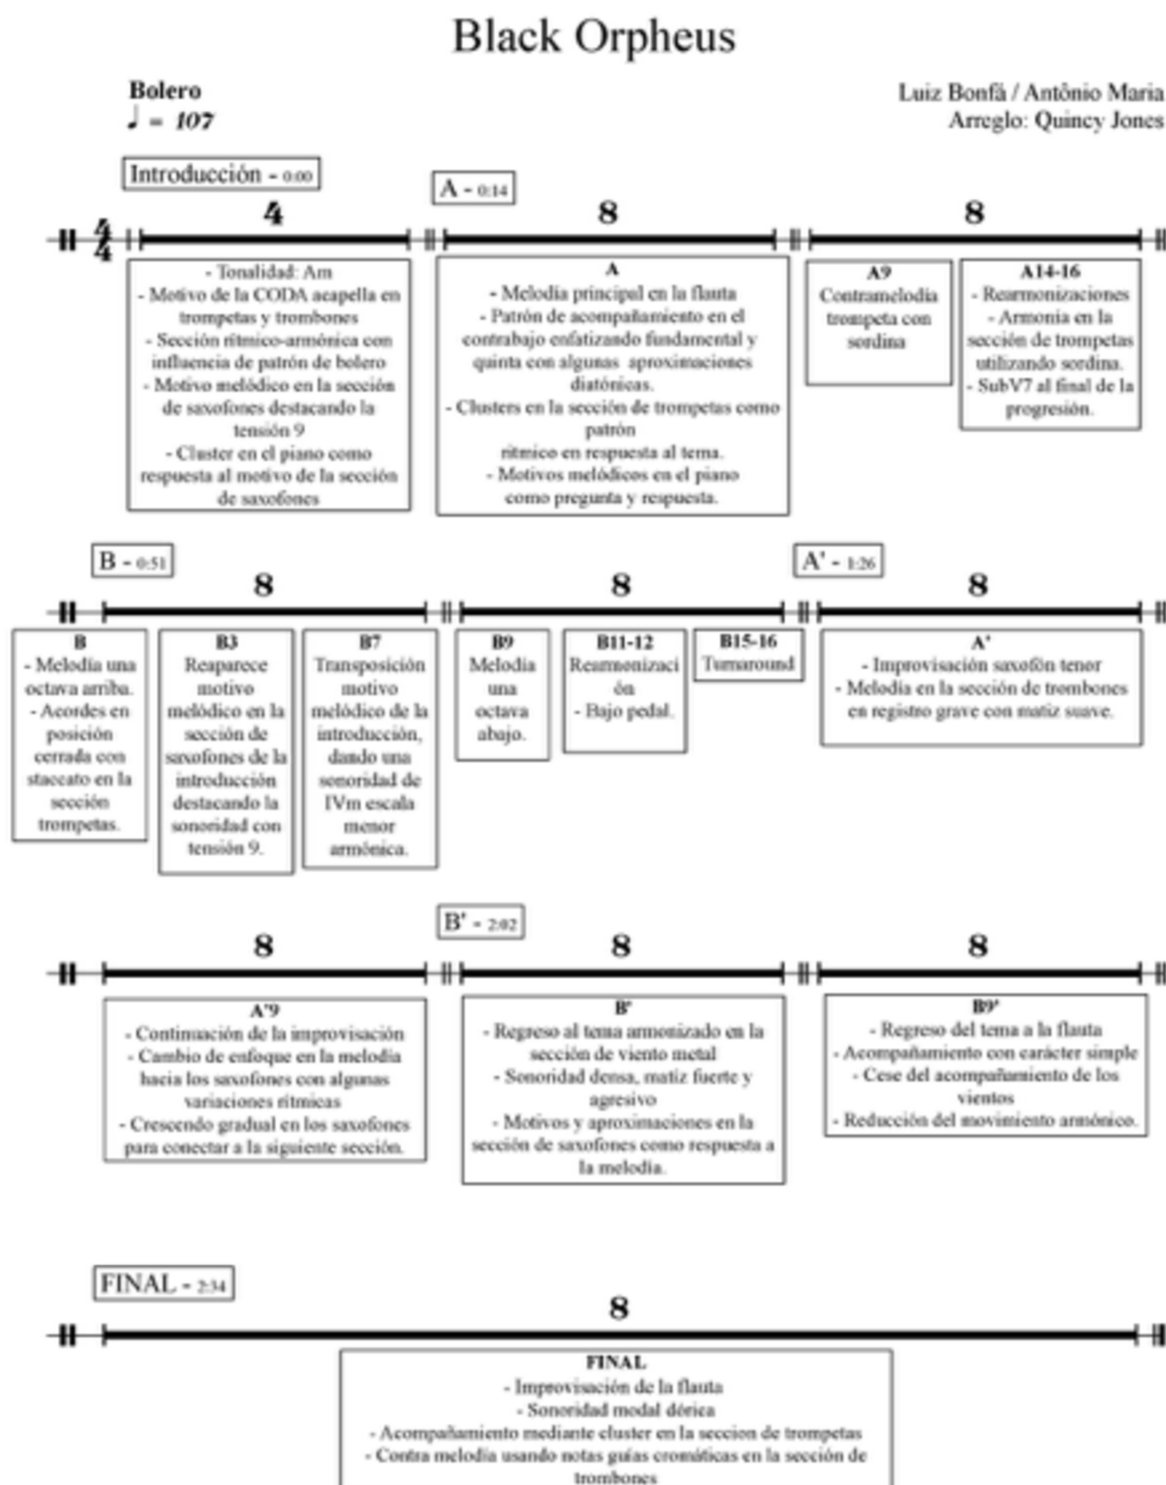 Black Orpheus
Bolero
♩ = 107
Luiz Bonfá / Antônio Maria
Arreglo: Quincy Jones
Introducción - 0:00
A - 0:14
4
8
8
4
4
- Tonalidad: Am
- Motivo de la CODA acapella en
trompetas y trombones
- Sección rítmico-armónica con
influencia de patrón de bolero
- Motivo melódico en la sección
de saxofones destacando la
tensión 9
- Cluster en el piano como
respuesta al motivo de la sección
de saxofones
A
- Melodía principal en la flauta
- Patrón de acompañamiento en el
contrabajo enfatizando fundamental y
quinta con algunas aproximaciones
diatónicas.
- Clusters en la sección de trompetas como
patrón
rítmico en respuesta al tema.
- Motivos melódicos en el piano
como pregunta y respuesta.
A9
Contramelodía
trompeta con
sordina
A14-16
- Rearmonizaciones
- Armonia en la
sección de trompetas
utilizando sordina.
- SubV7 al final de la
progresión.
B - 0:51
A' - 1:26
8
8
8
B
- Melodía una
octava arriba.
- Acordes en
posición
cerrada con
staccato en la
sección
trompetas.
B3
Reaparece
motivo
melódico en la
sección de
saxofones de la
introducción
destacando la
sonoridad con
tensión 9.
B7
Transposición
motivo
melódico de la
introducción,
dando una
sonoridad de
IVm escala
menor
armónica.
B9
Melodía
una
octava
abajo.
B11-12
Rearmonizaci
ón
- Bajo pedal.
B15-16
Turnaround
A'
- Improvisación saxofón tenor
- Melodía en la sección de trombones
en registro grave con matiz suave.
B' - 2:02
8
8
8
A'9
- Continuación de la improvisación
- Cambio de enfoque en la melodía
hacia los saxofones con algunas
variaciones rítmicas
- Crescendo gradual en los saxofones
para conectar a la siguiente sección.
B'
- Regreso al tema armonizado en la
sección de viento metal
- Sonoridad densa, matiz fuerte y
agresivo
- Motivos y aproximaciones en la
sección de saxofones como respuesta a
la melodía.
B9'
- Regreso del tema a la flauta
- Acompañamiento con carácter simple
- Cese del acompañamiento de los
vientos
- Reducción del movimiento armónico.
FINAL - 2:34
8
FINAL
- Improvisación de la flauta
- Sonoridad modal dórica
- Acompañamiento mediante cluster en la seccion de trompetas
- Contra melodía usando notas guías cromáticas en la sección de
trombones